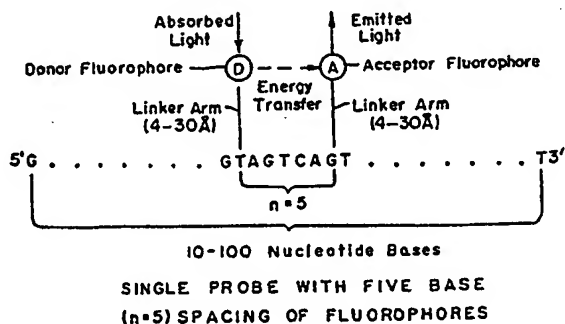 Absorbed Light
Emitted Light
Donor Fluorophore
D
A
Acceptor Fluorophore
Energy Transfer
Linker Arm (4-30Å)
Linker Arm (4-30Å)
5'G . . . . . . . . GTAGTCAGT . . . . . . . T3'
n=5
10-100 Nucleotide Bases
SINGLE PROBE WITH FIVE BASE
(n=5) SPACING OF FLUOROPHORES